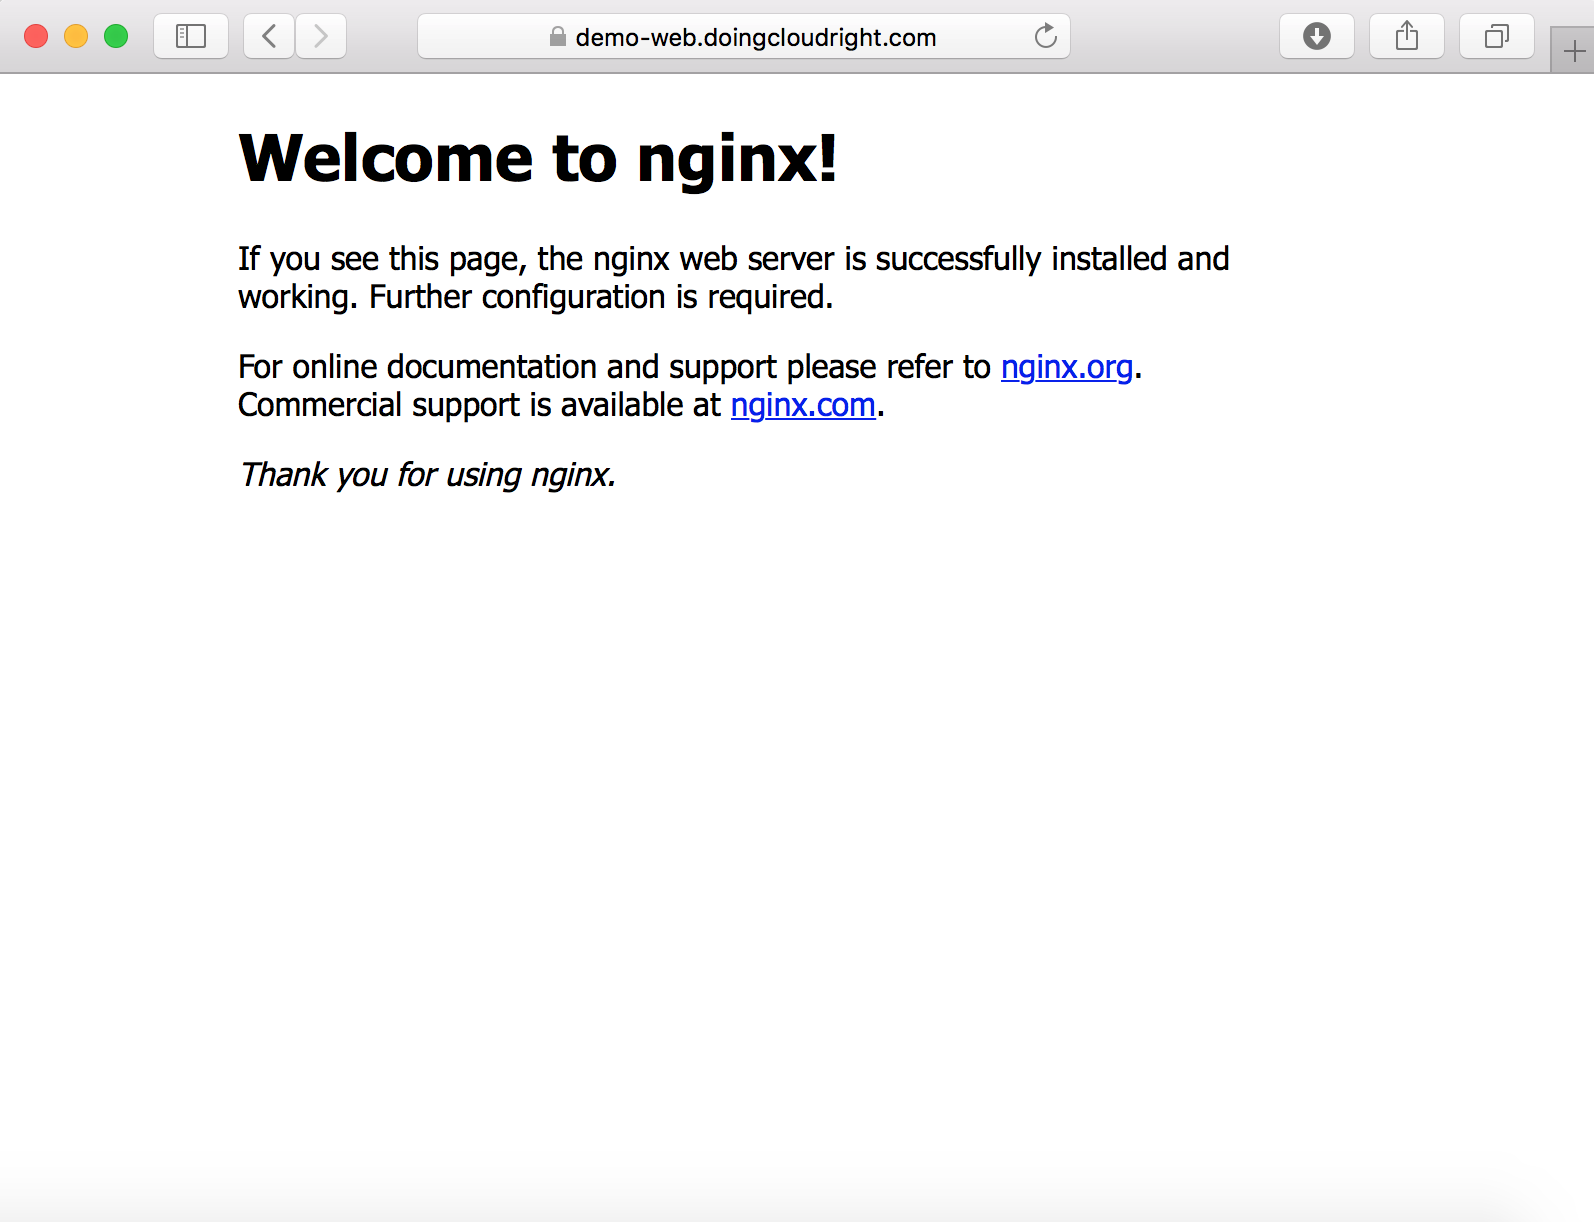 demo-web.doingcloudright.com
Welcome to nginx!
If you see this page, the nginx web server is successfully installed and
working. Further configuration is required.
For online documentation and support please refer to nginx.org.
Commercial support is available at nginx.com.
Thank you for using nginx.